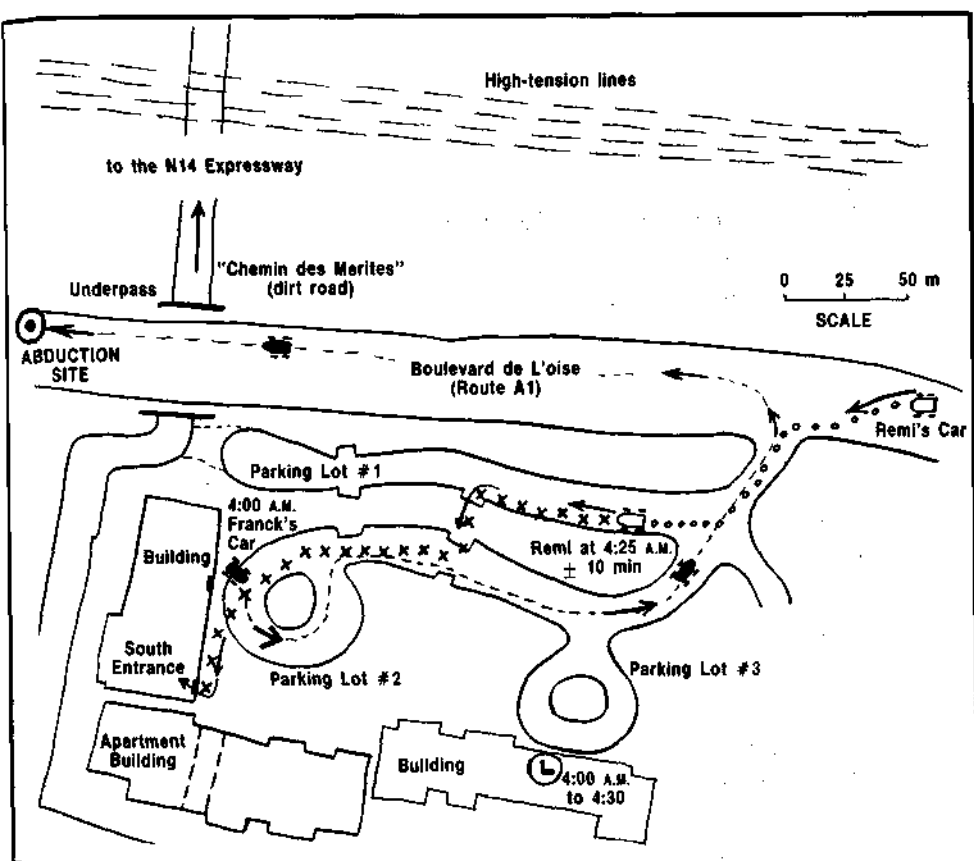 High-tension lines
to the N14 Expressway
"Chemin des Merites"
(dirt road)
Underpass
0 25 50 m
SCALE
ABDUCTION
SITE
Boulevard de L'oise
(Route A1)
Remi's Car
Parking Lot #1
4:00 A.M.
Franck's
Car
Building
Remi at 4:25 A.M.
± 10 min
South
Entrance
Parking Lot #2
Parking Lot #3
Apartment
Building
Building
4:00 A.M.
to 4:30